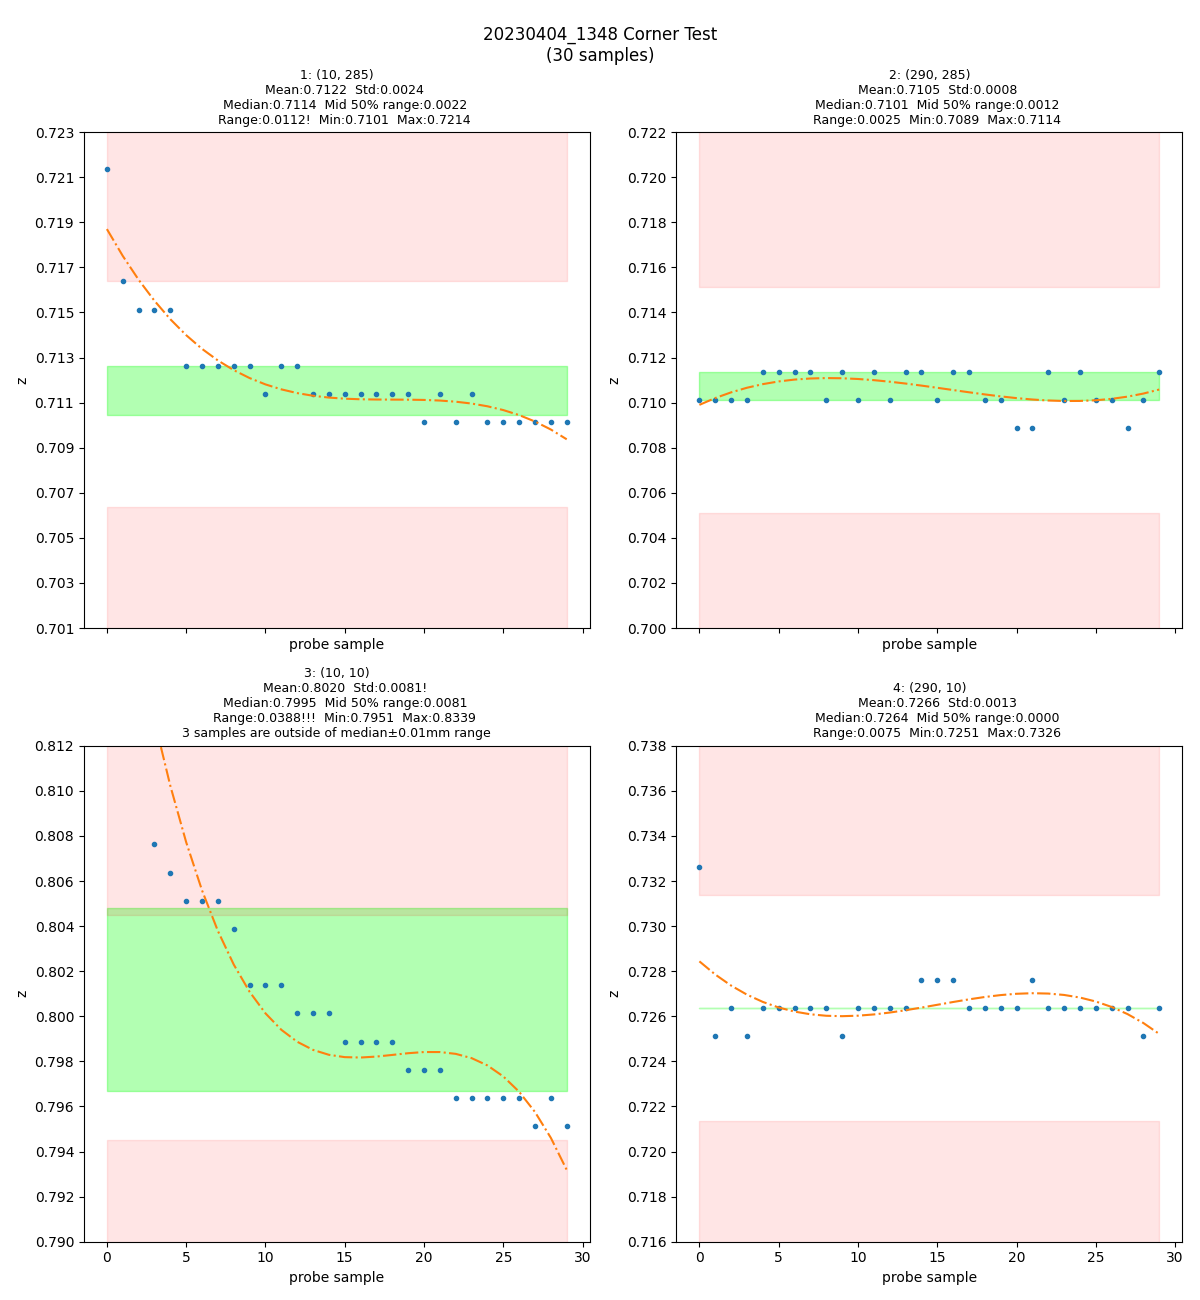 20230404_1348 Corner Test
(30 samples)
1: (10, 285)
Mean:0.7122  Std:0.0024
Median:0.7114  Mid 50% range:0.0022
Range:0.0112!  Min:0.7101  Max:0.7214
0.723
0.721
0.719
0.717
0.715
0.713
0.711
0.709
0.707
0.705
0.703
0.701
z
probe sample
2: (290, 285)
Mean:0.7105  Std:0.0008
Median:0.7101  Mid 50% range:0.0012
Range:0.0025  Min:0.7089  Max:0.7114
0.722
0.720
0.718
0.716
0.714
0.712
0.710
0.708
0.706
0.704
0.702
0.700
z
probe sample
3: (10, 10)
Mean:0.8020  Std:0.0081!
Median:0.7995  Mid 50% range:0.0081
Range:0.0388!!!  Min:0.7951  Max:0.8339
3 samples are outside of median±0.01mm range
0.812
0.810
0.808
0.806
0.804
0.802
0.800
0.798
0.796
0.794
0.792
0.790
z
0 5 10 15 20 25 30
probe sample
4: (290, 10)
Mean:0.7266  Std:0.0013
Median:0.7264  Mid 50% range:0.0000
Range:0.0075  Min:0.7251  Max:0.7326
0.738
0.736
0.734
0.732
0.730
0.728
0.726
0.724
0.722
0.720
0.718
0.716
z
0 5 10 15 20 25 30
probe sample